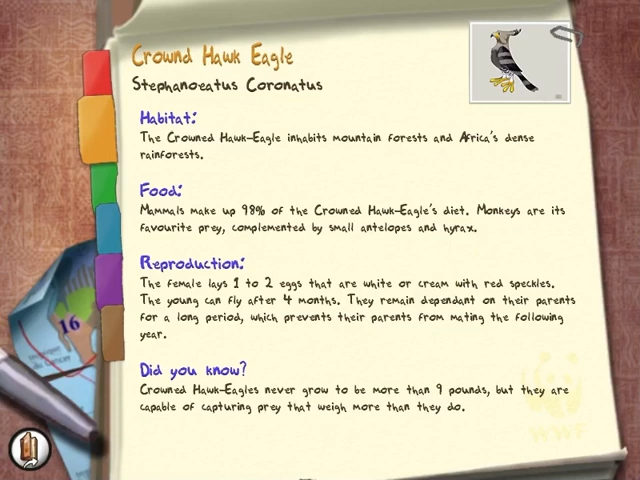 Crownd Hawk Eagle
Stephanoeatus Coronatus
Habitat:
The Crowned Hawk-Eagle inhabits mountain forests and Africa's dense
rainforests.
Food:
Mammals make up 98% of the Crowned Hawk-Eagle's diet. Monkeys are its
favourite prey, complemented by small antelopes and hyrax.
Reproduction:
The female lays 1 to 2 eggs that are white or cream with red speckles.
The young can fly after 4 months. They remain dependant on their parents
for a long period, which prevents their parents from mating the following
year.
Did you know?
Crowned Hawk-Eagles never grow to be more than 9 pounds, but they are
capable of capturing prey that weigh more than they do.
16
du cancer
WWF